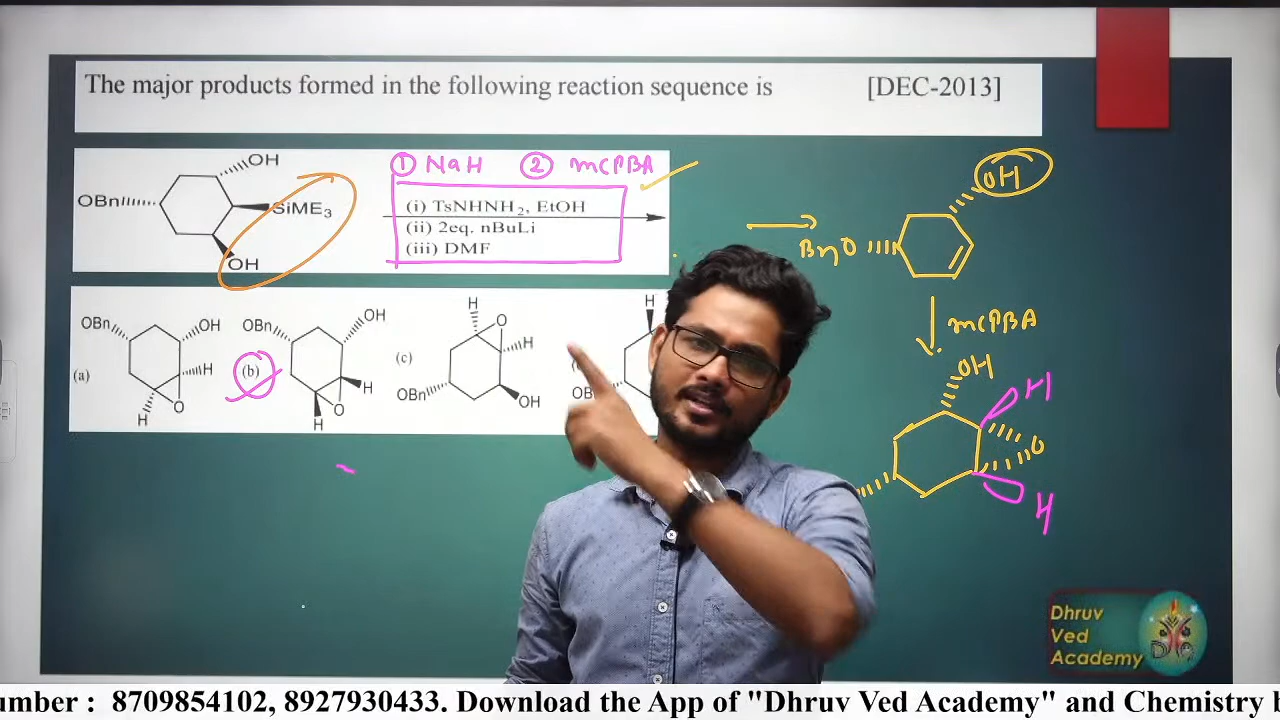 The major products formed in the following reaction sequence is [DEC-2013]
OH
OBn
SiME3
OH
① NaH ② mCPBA
(i) TsNHNH2, EtOH
(ii) 2eq. nBuLi
(iii) DMF
OH
BnO
mCPBA
OH
H
O
H
OBn
OH
H
O
H
(a)
OBn
OH
H
O
H
(b)
H
O
H
OBn
OH
(c)
H
OB
Dhruv
Ved
Academy
umber : 8709854102, 8927930433. Download the App of "Dhruv Ved Academy" and Chemistry